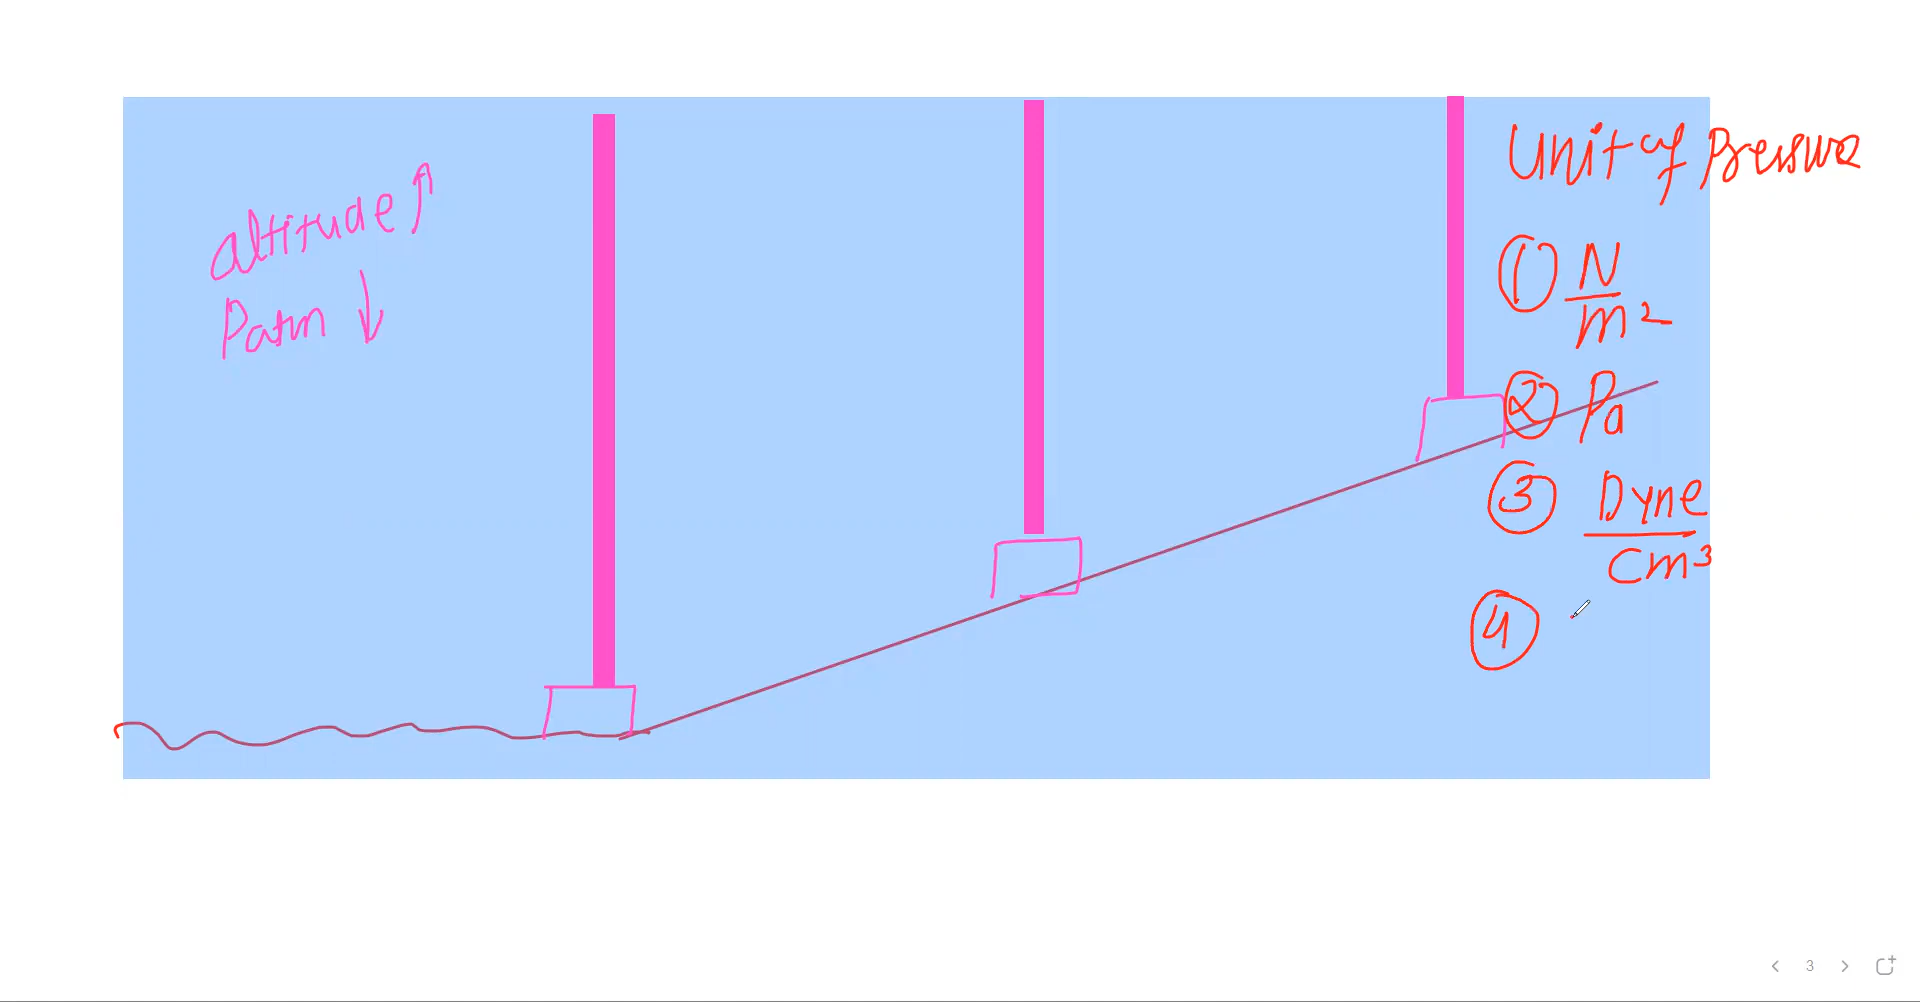 altitude ↑
Patm ↓
Unit of Pressure
① N/m²
② Pa
③ Dyne/cm³
④
3